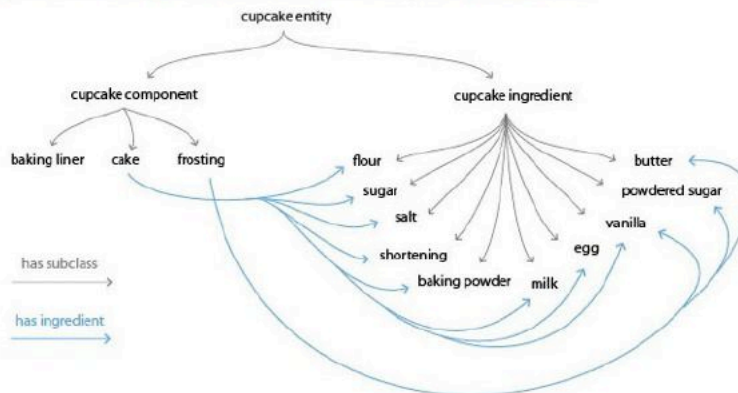 cupcake entity
cupcake component
cupcake ingredient
baking liner
cake
frosting
flour
butter
sugar
powdered sugar
salt
vanilla
shortening
egg
baking powder
milk
has subclass
has ingredient